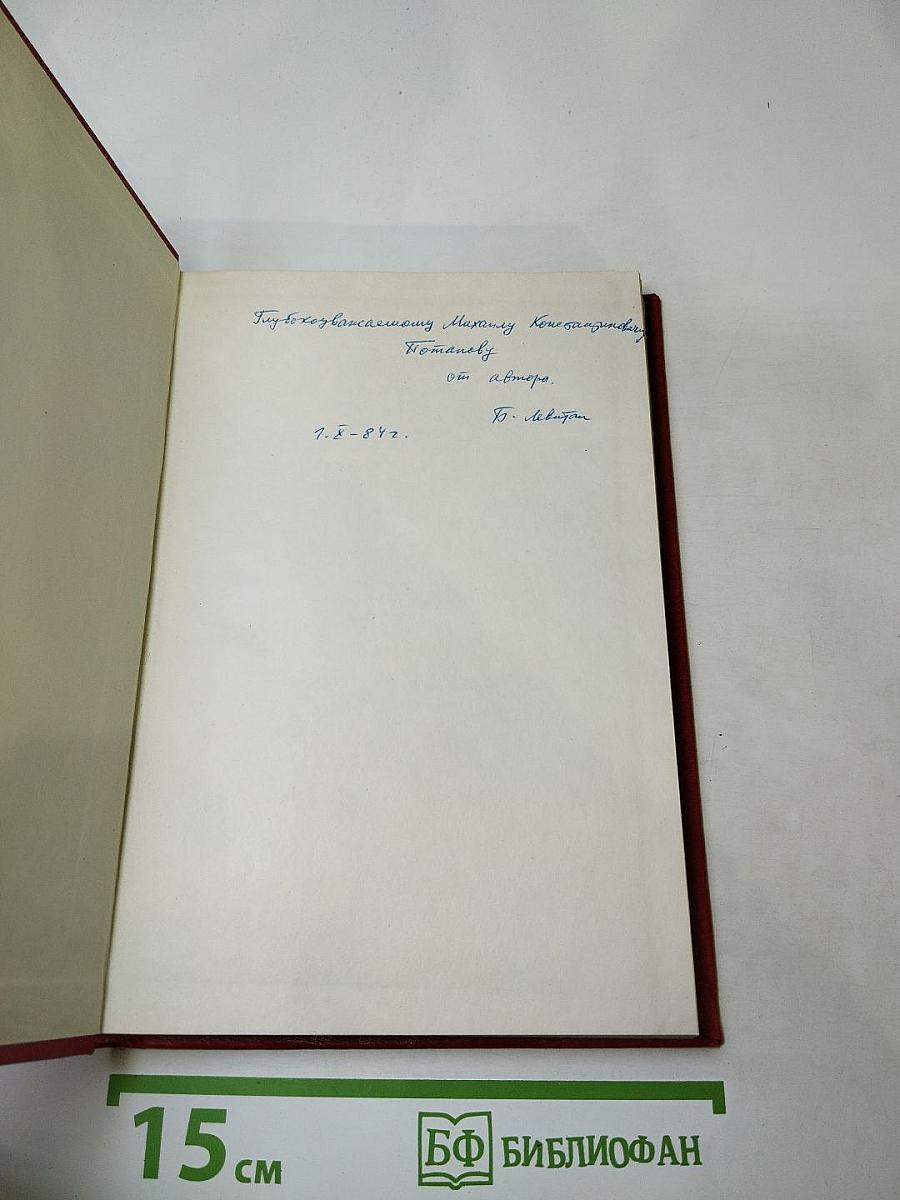 Глубокоуважаемому Михаилу Константиновичу
Потапову
от автора.
Б. Левитан
1.X-84г.
15 см
БФ БИБЛИОФАН